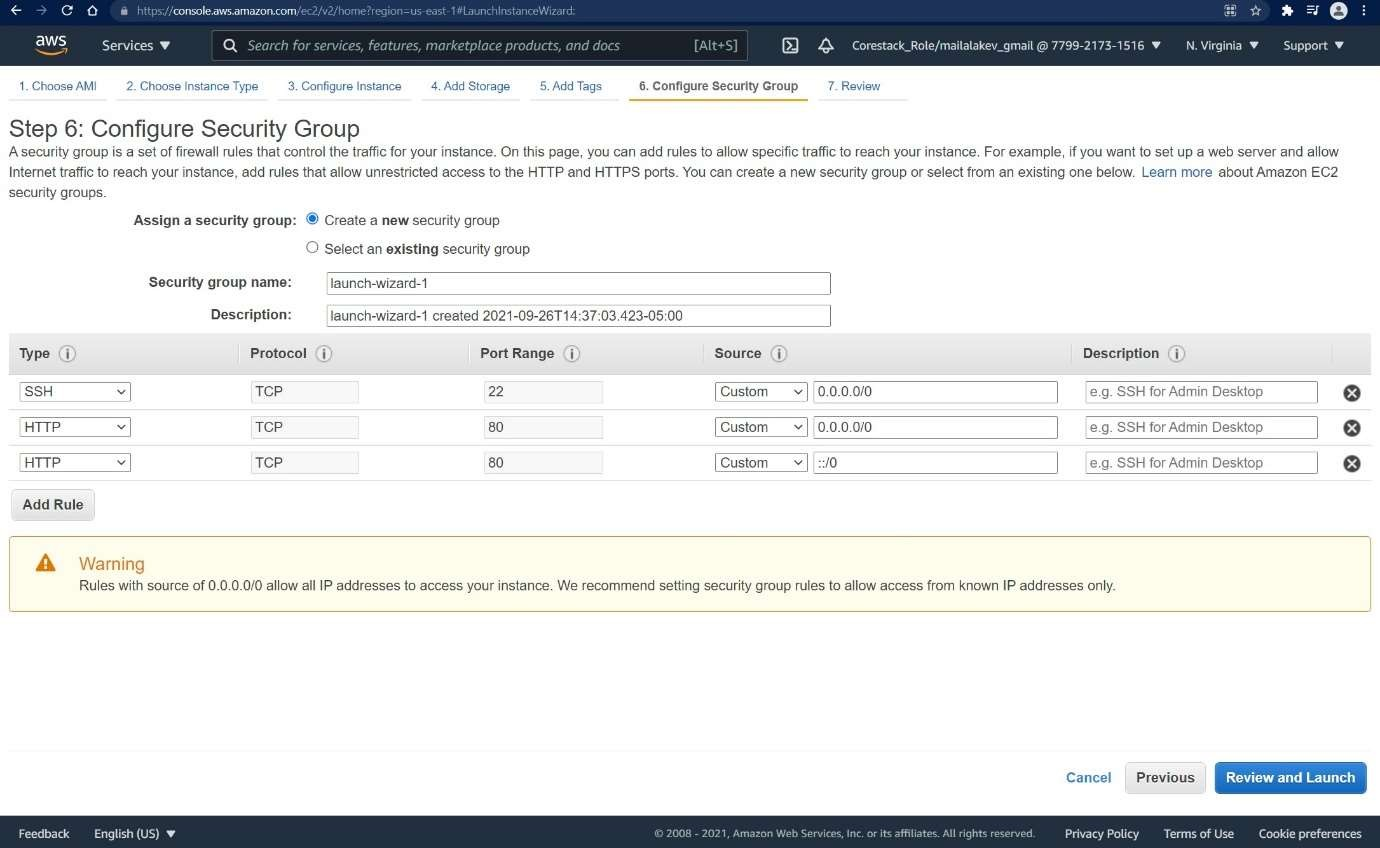 https://console.aws.amazon.com/ec2/v2/home?region=us-east-1#LaunchInstanceWizard:
aws Services Search for services, features, marketplace products, and docs [Alt+S] Corestack_Role/mailalakev_gmail @ 7799-2173-1516 N. Virginia Support
1. Choose AMI 2. Choose Instance Type 3. Configure Instance 4. Add Storage 5. Add Tags 6. Configure Security Group 7. Review
Step 6: Configure Security Group
A security group is a set of firewall rules that control the traffic for your instance. On this page, you can add rules to allow specific traffic to reach your instance. For example, if you want to set up a web server and allow
Internet traffic to reach your instance, add rules that allow unrestricted access to the HTTP and HTTPS ports. You can create a new security group or select from an existing one below. Learn more about Amazon EC2
security groups.
Assign a security group: Create a new security group
Select an existing security group
Security group name: launch-wizard-1
Description: launch-wizard-1 created 2021-09-26T14:37:03.423-05:00
Type Protocol Port Range Source Description
SSH TCP 22 Custom 0.0.0.0/0 e.g. SSH for Admin Desktop
HTTP TCP 80 Custom 0.0.0.0/0 e.g. SSH for Admin Desktop
HTTP TCP 80 Custom ::/0 e.g. SSH for Admin Desktop
Add Rule
Warning
Rules with source of 0.0.0.0/0 allow all IP addresses to access your instance. We recommend setting security group rules to allow access from known IP addresses only.
Cancel Previous Review and Launch
Feedback English (US) © 2008 - 2021, Amazon Web Services, Inc. or its affiliates. All rights reserved. Privacy Policy Terms of Use Cookie preferences